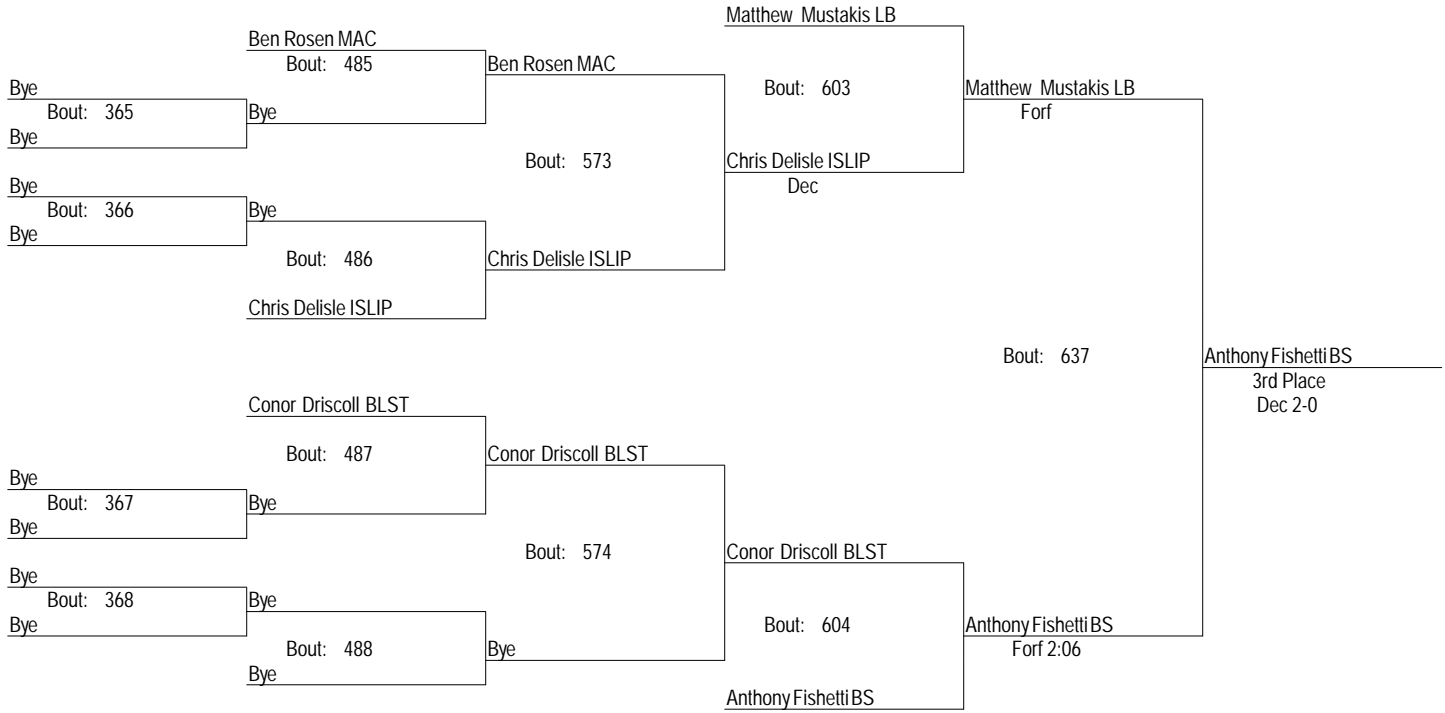 Matthew Mustakis LB
Ben Rosen MAC
Bout: 485
Ben Rosen MAC
Bye
Bout: 603
Matthew Mustakis LB
Bout: 365
Bye
Forf
Bye
Bout: 573
Chris Delisle ISLIP
Dec
Bye
Bout: 366
Bye
Bye
Bout: 486
Chris Delisle ISLIP
Chris Delisle ISLIP
Bout: 637
Anthony Fishetti BS
3rd Place
Dec 2-0
Conor Driscoll BLST
Bout: 487
Conor Driscoll BLST
Bye
Bout: 367
Bye
Bye
Bout: 574
Conor Driscoll BLST
Bye
Bout: 368
Bye
Bye
Bout: 604
Anthony Fishetti BS
Bout: 488
Bye
Forf 2:06
Bye
Anthony Fishetti BS